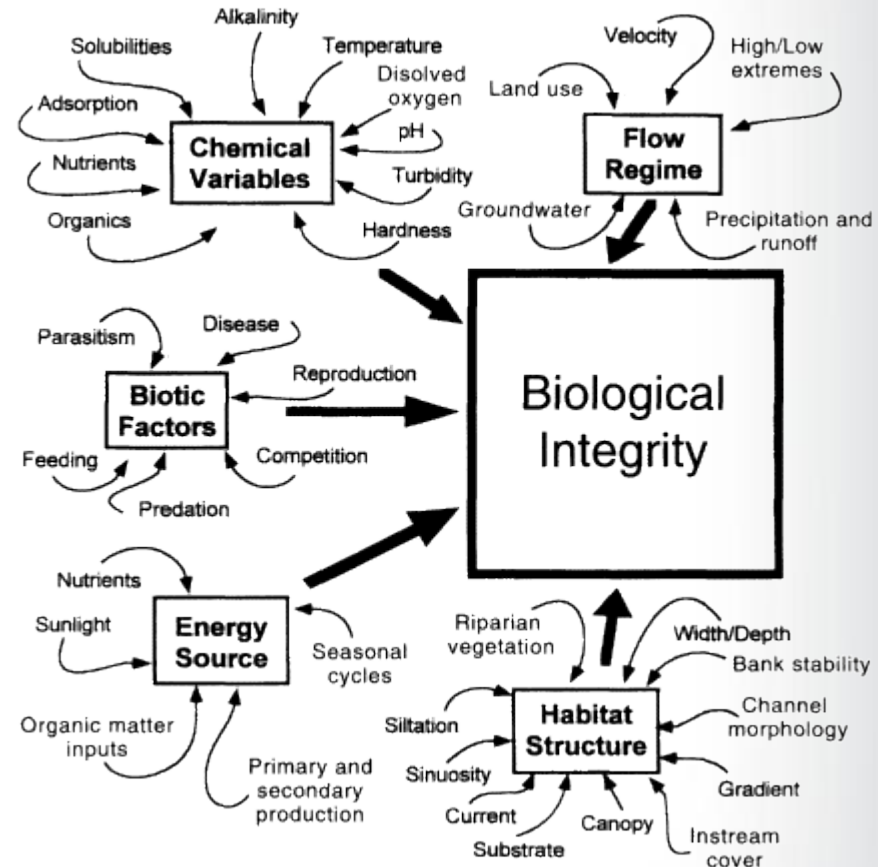 Alkalinity
Solubilities
Temperature
Disolved
oxygen
Adsorption
pH
Chemical
Variables
Nutrients
Turbidity
Organics
Hardness
Velocity
High/Low
extremes
Land use
Flow
Regime
Groundwater
Precipitation and
runoff
Parasitism
Disease
Reproduction
Biotic
Factors
Feeding
Competition
Predation
Biological
Integrity
Nutrients
Sunlight
Energy
Source
Seasonal
cycles
Organic matter
inputs
Primary and
secondary
production
Riparian
vegetation
Width/Depth
Bank stability
Siltation
Habitat
Structure
Channel
morphology
Sinuosity
Gradient
Current
Substrate
Canopy
Instream
cover